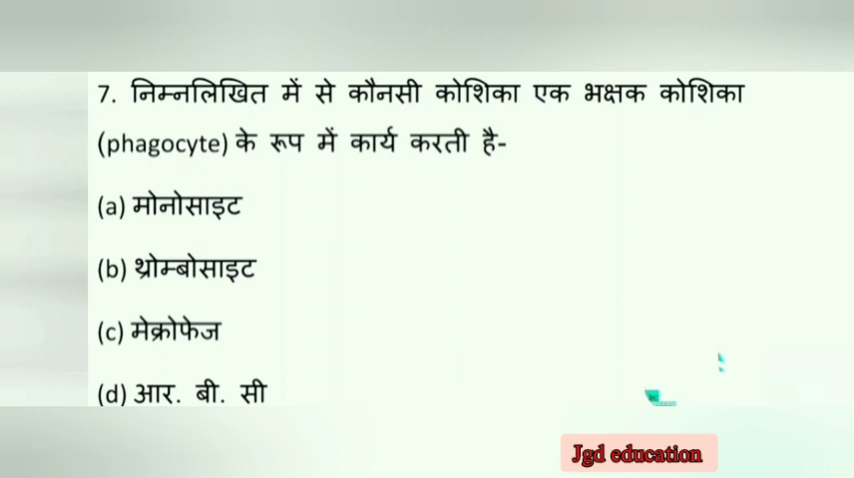 7. निम्नलिखित में से कौनसी कोशिका एक भक्षक कोशिका
(phagocyte) के रूप में कार्य करती है-
(a) मोनोसाइट
(b) थ्रोम्बोसाइट
(c) मेक्रोफेज
(d) आर. बी. सी
Jgd education